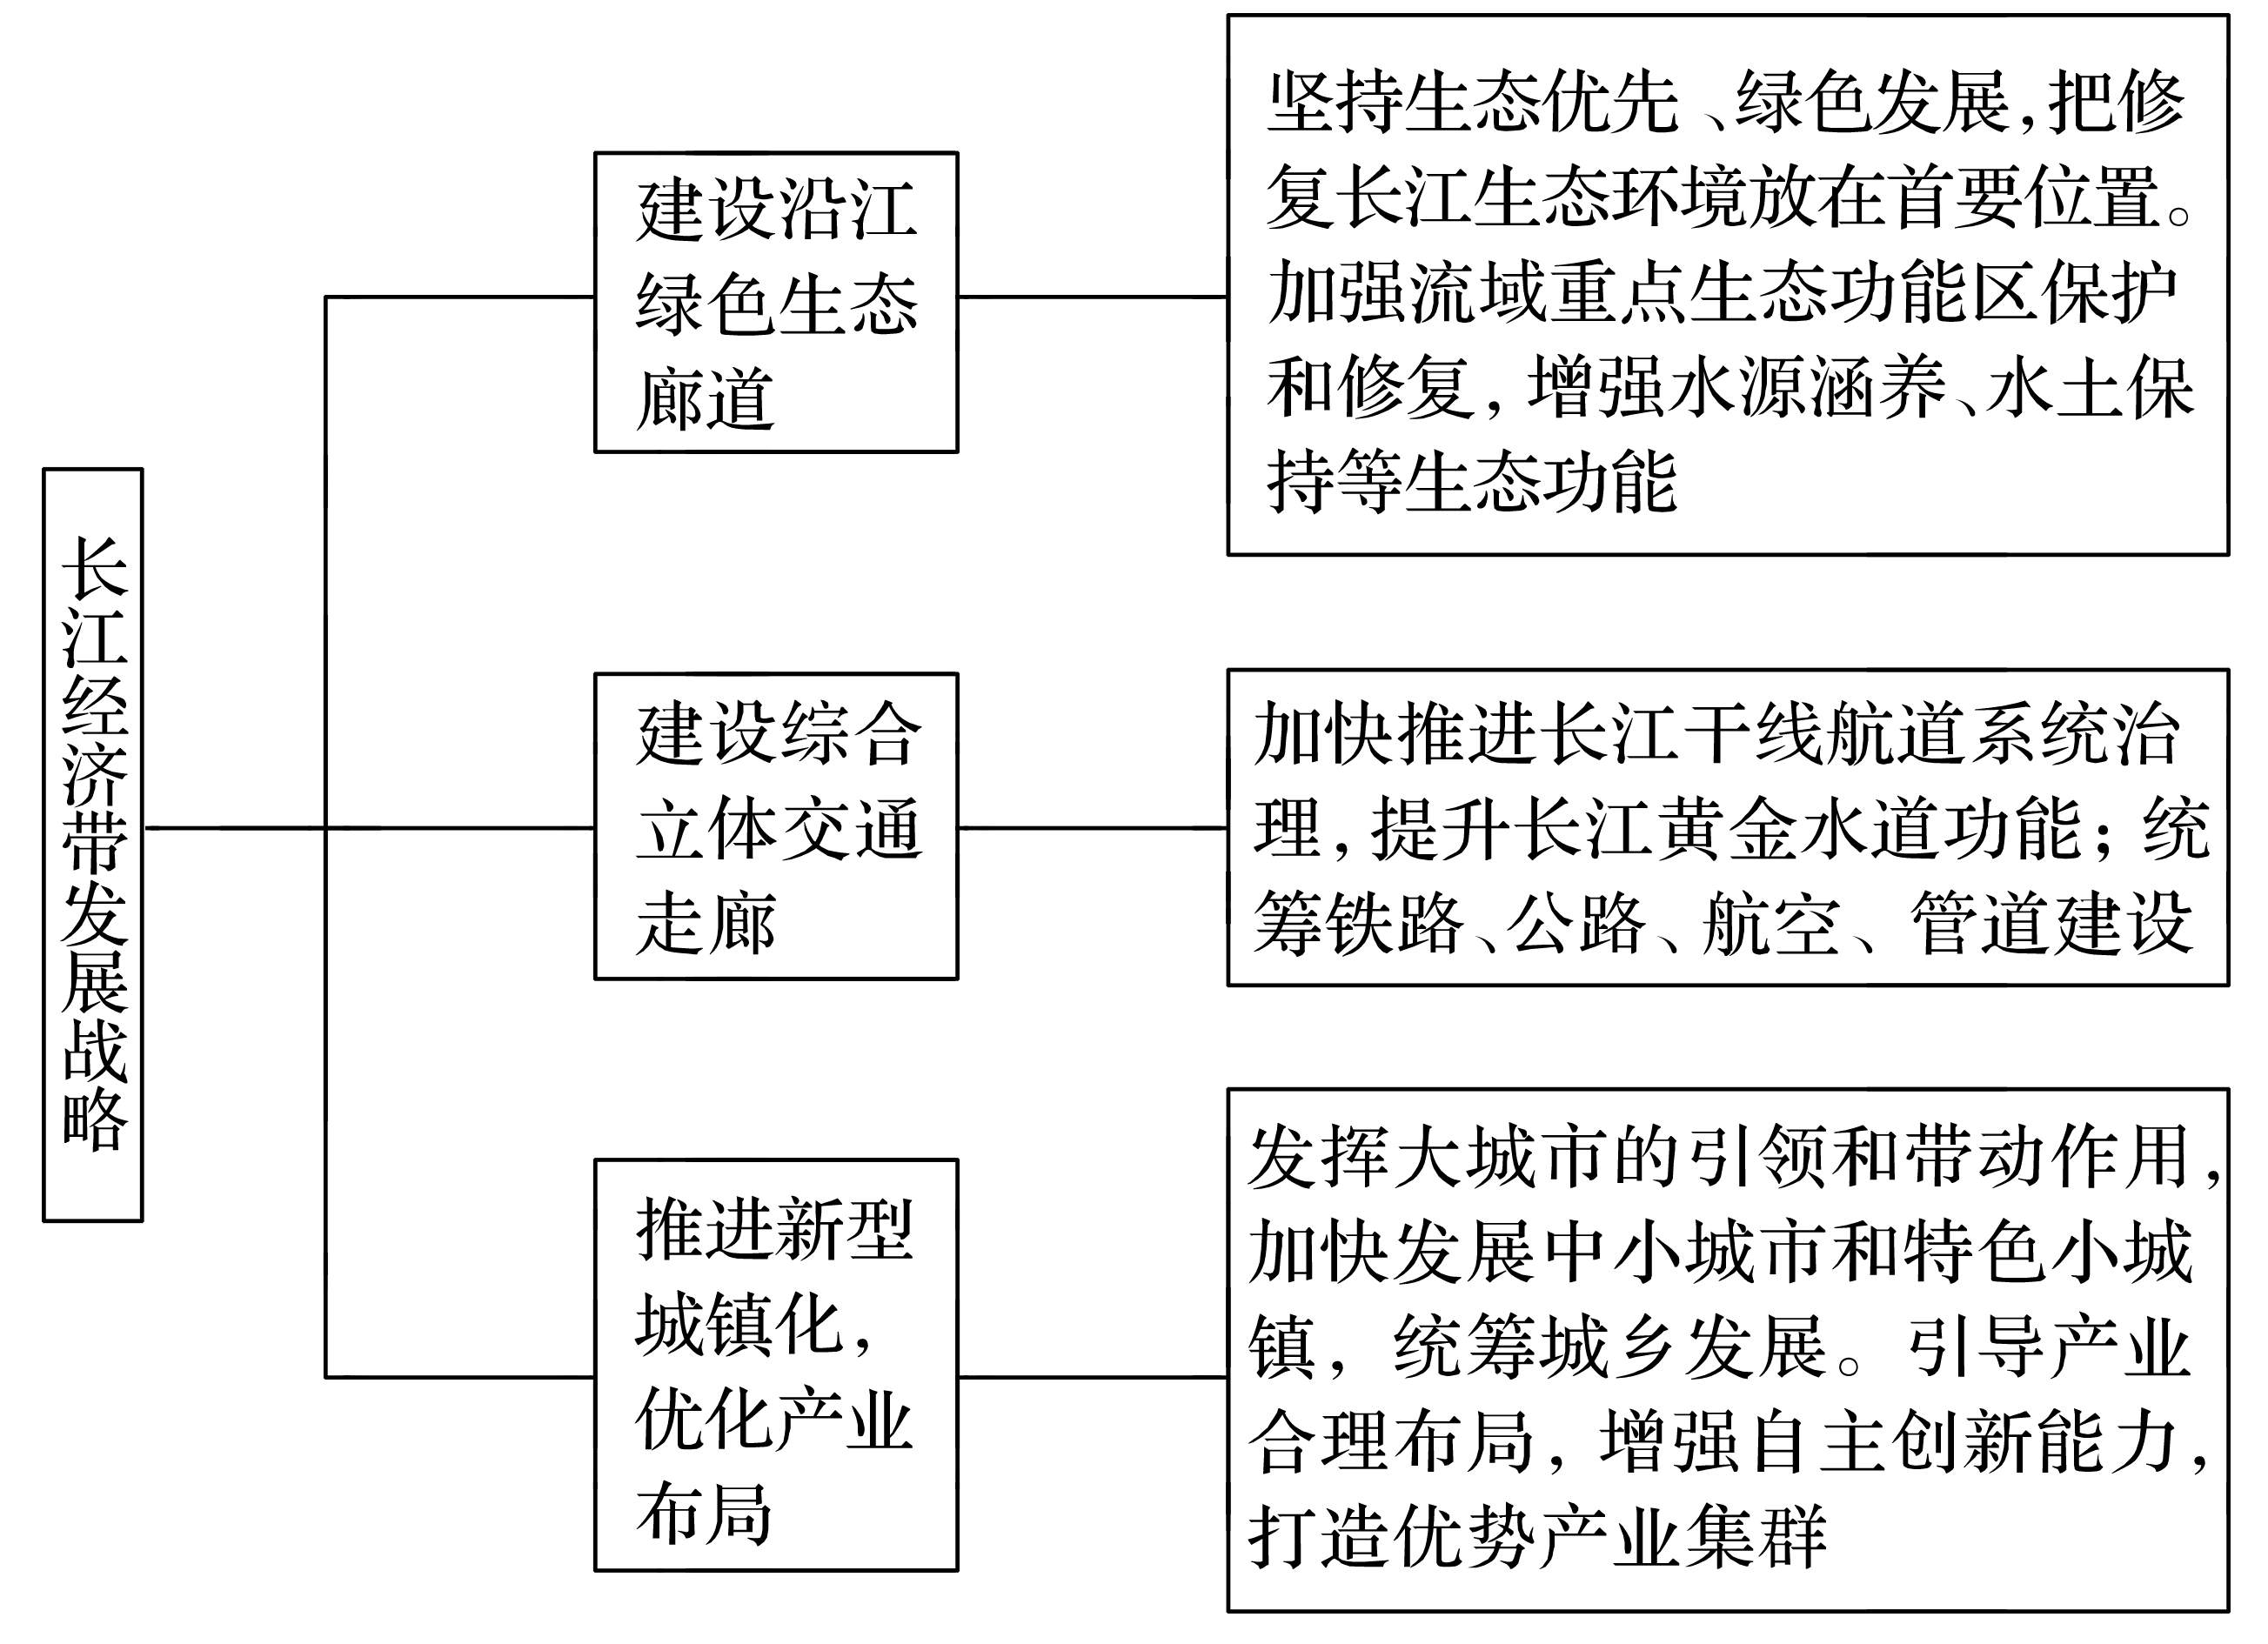 长江经济带发展战略
建设沿江
绿色生态
廊道
坚持生态优先、绿色发展,把修
复长江生态环境放在首要位置。
加强流域重点生态功能区保护
和修复,增强水源涵养、水土保
持等生态功能
建设综合
立体交通
走廊
加快推进长江干线航道系统治
理,提升长江黄金水道功能；统
筹铁路、公路、航空、管道建设
推进新型
城镇化,
优化产业
布局
发挥大城市的引领和带动作用,
加快发展中小城市和特色小城
镇,统筹城乡发展。引导产业
合理布局,增强自主创新能力,
打造优势产业集群